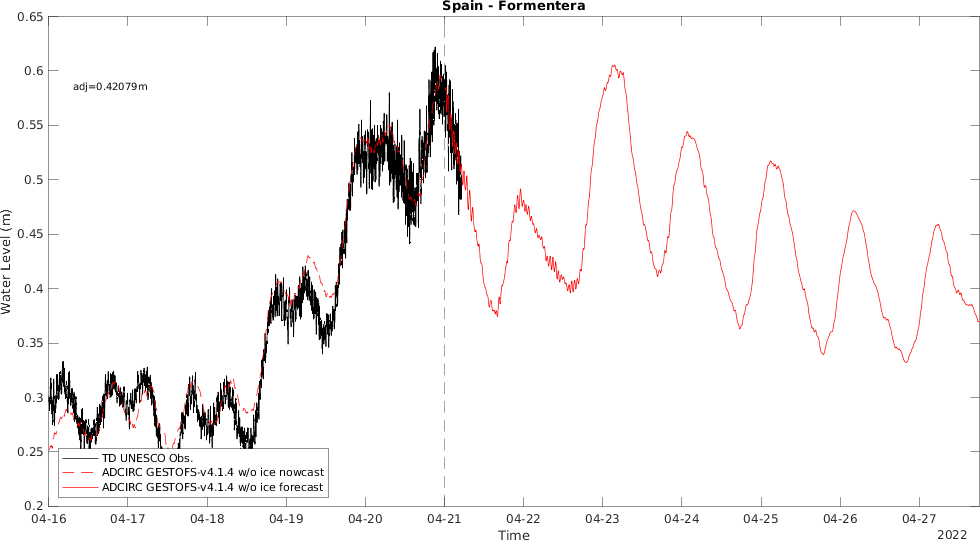 Spain - Formentera
0.65
0.6
adj=0.42079m
0.55
0.5
0.45
0.4
0.35
0.3
0.25
0.2
Water Level (m)
TD UNESCO Obs.
ADCIRC GESTOFS-v4.1.4 w/o ice nowcast
ADCIRC GESTOFS-v4.1.4 w/o ice forecast
04-16 04-17 04-18 04-19 04-20 04-21 04-22 04-23 04-24 04-25 04-26 04-27
Time
2022